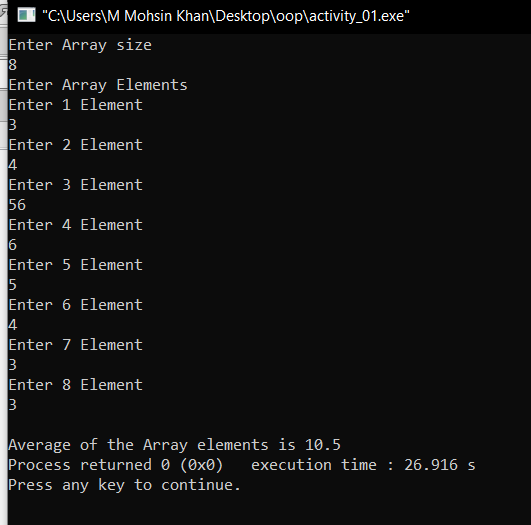 "C:\Users\M Mohsin Khan\Desktop\oop\activity_01.exe"
Enter Array size
8
Enter Array Elements
Enter 1 Element
3
Enter 2 Element
4
Enter 3 Element
56
Enter 4 Element
6
Enter 5 Element
5
Enter 6 Element
4
Enter 7 Element
3
Enter 8 Element
3
Average of the Array elements is 10.5
Process returned 0 (0x0)   execution time : 26.916 s
Press any key to continue.